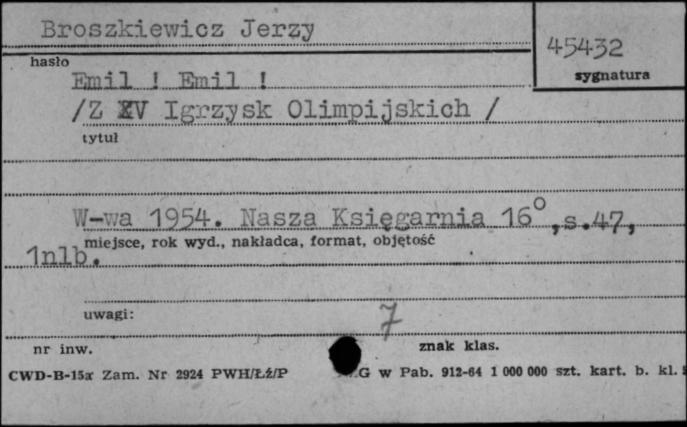 Broszkiewicz Jerzy
45432
hasło
sygnatura
Emil ! Emil !
/Z XV Igrzysk Olimpijskich /
tytuł
W-wa 1954. Nasza Księgarnia 16°, s.47,
miejsce, rok wyd., nakładca, format, objętość
1nlb.
uwagi:
7
nr inw.
znak klas.
CWD-B-15a Zam. Nr 2924 PWH/Łź/P
G w Pab. 912-64 1 000 000 szt. kart. b. kl.